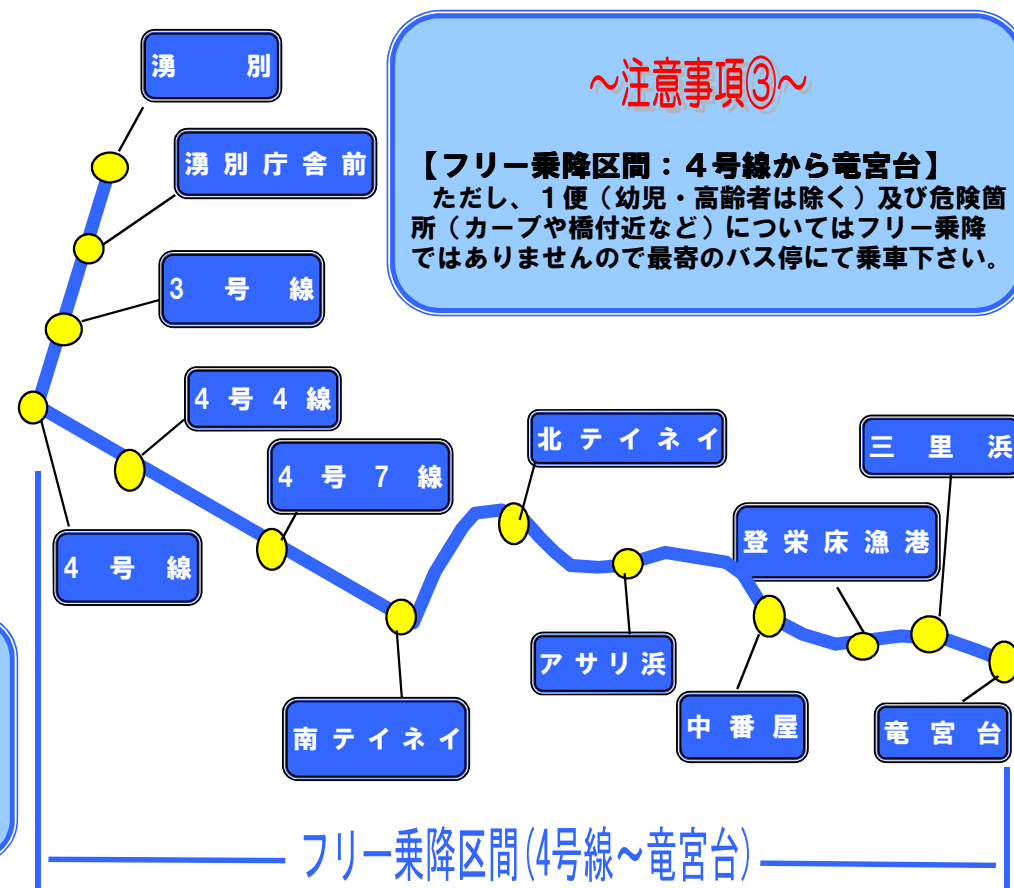 湧別
～注意事項③～
湧別庁舎前
【フリー乗降区間：４号線から竜宮台】
ただし、１便（幼児・高齢者は除く）及び危険箇
所（カーブや橋付近など）についてはフリー乗降
ではありませんので最寄のバス停にて乗車下さい。
３号線
４号４線
北テイネイ
三里浜
４号７線
登栄床漁港
４号線
アサリ浜
南テイネイ
中番屋
竜宮台
フリー乗降区間(4号線～竜宮台)